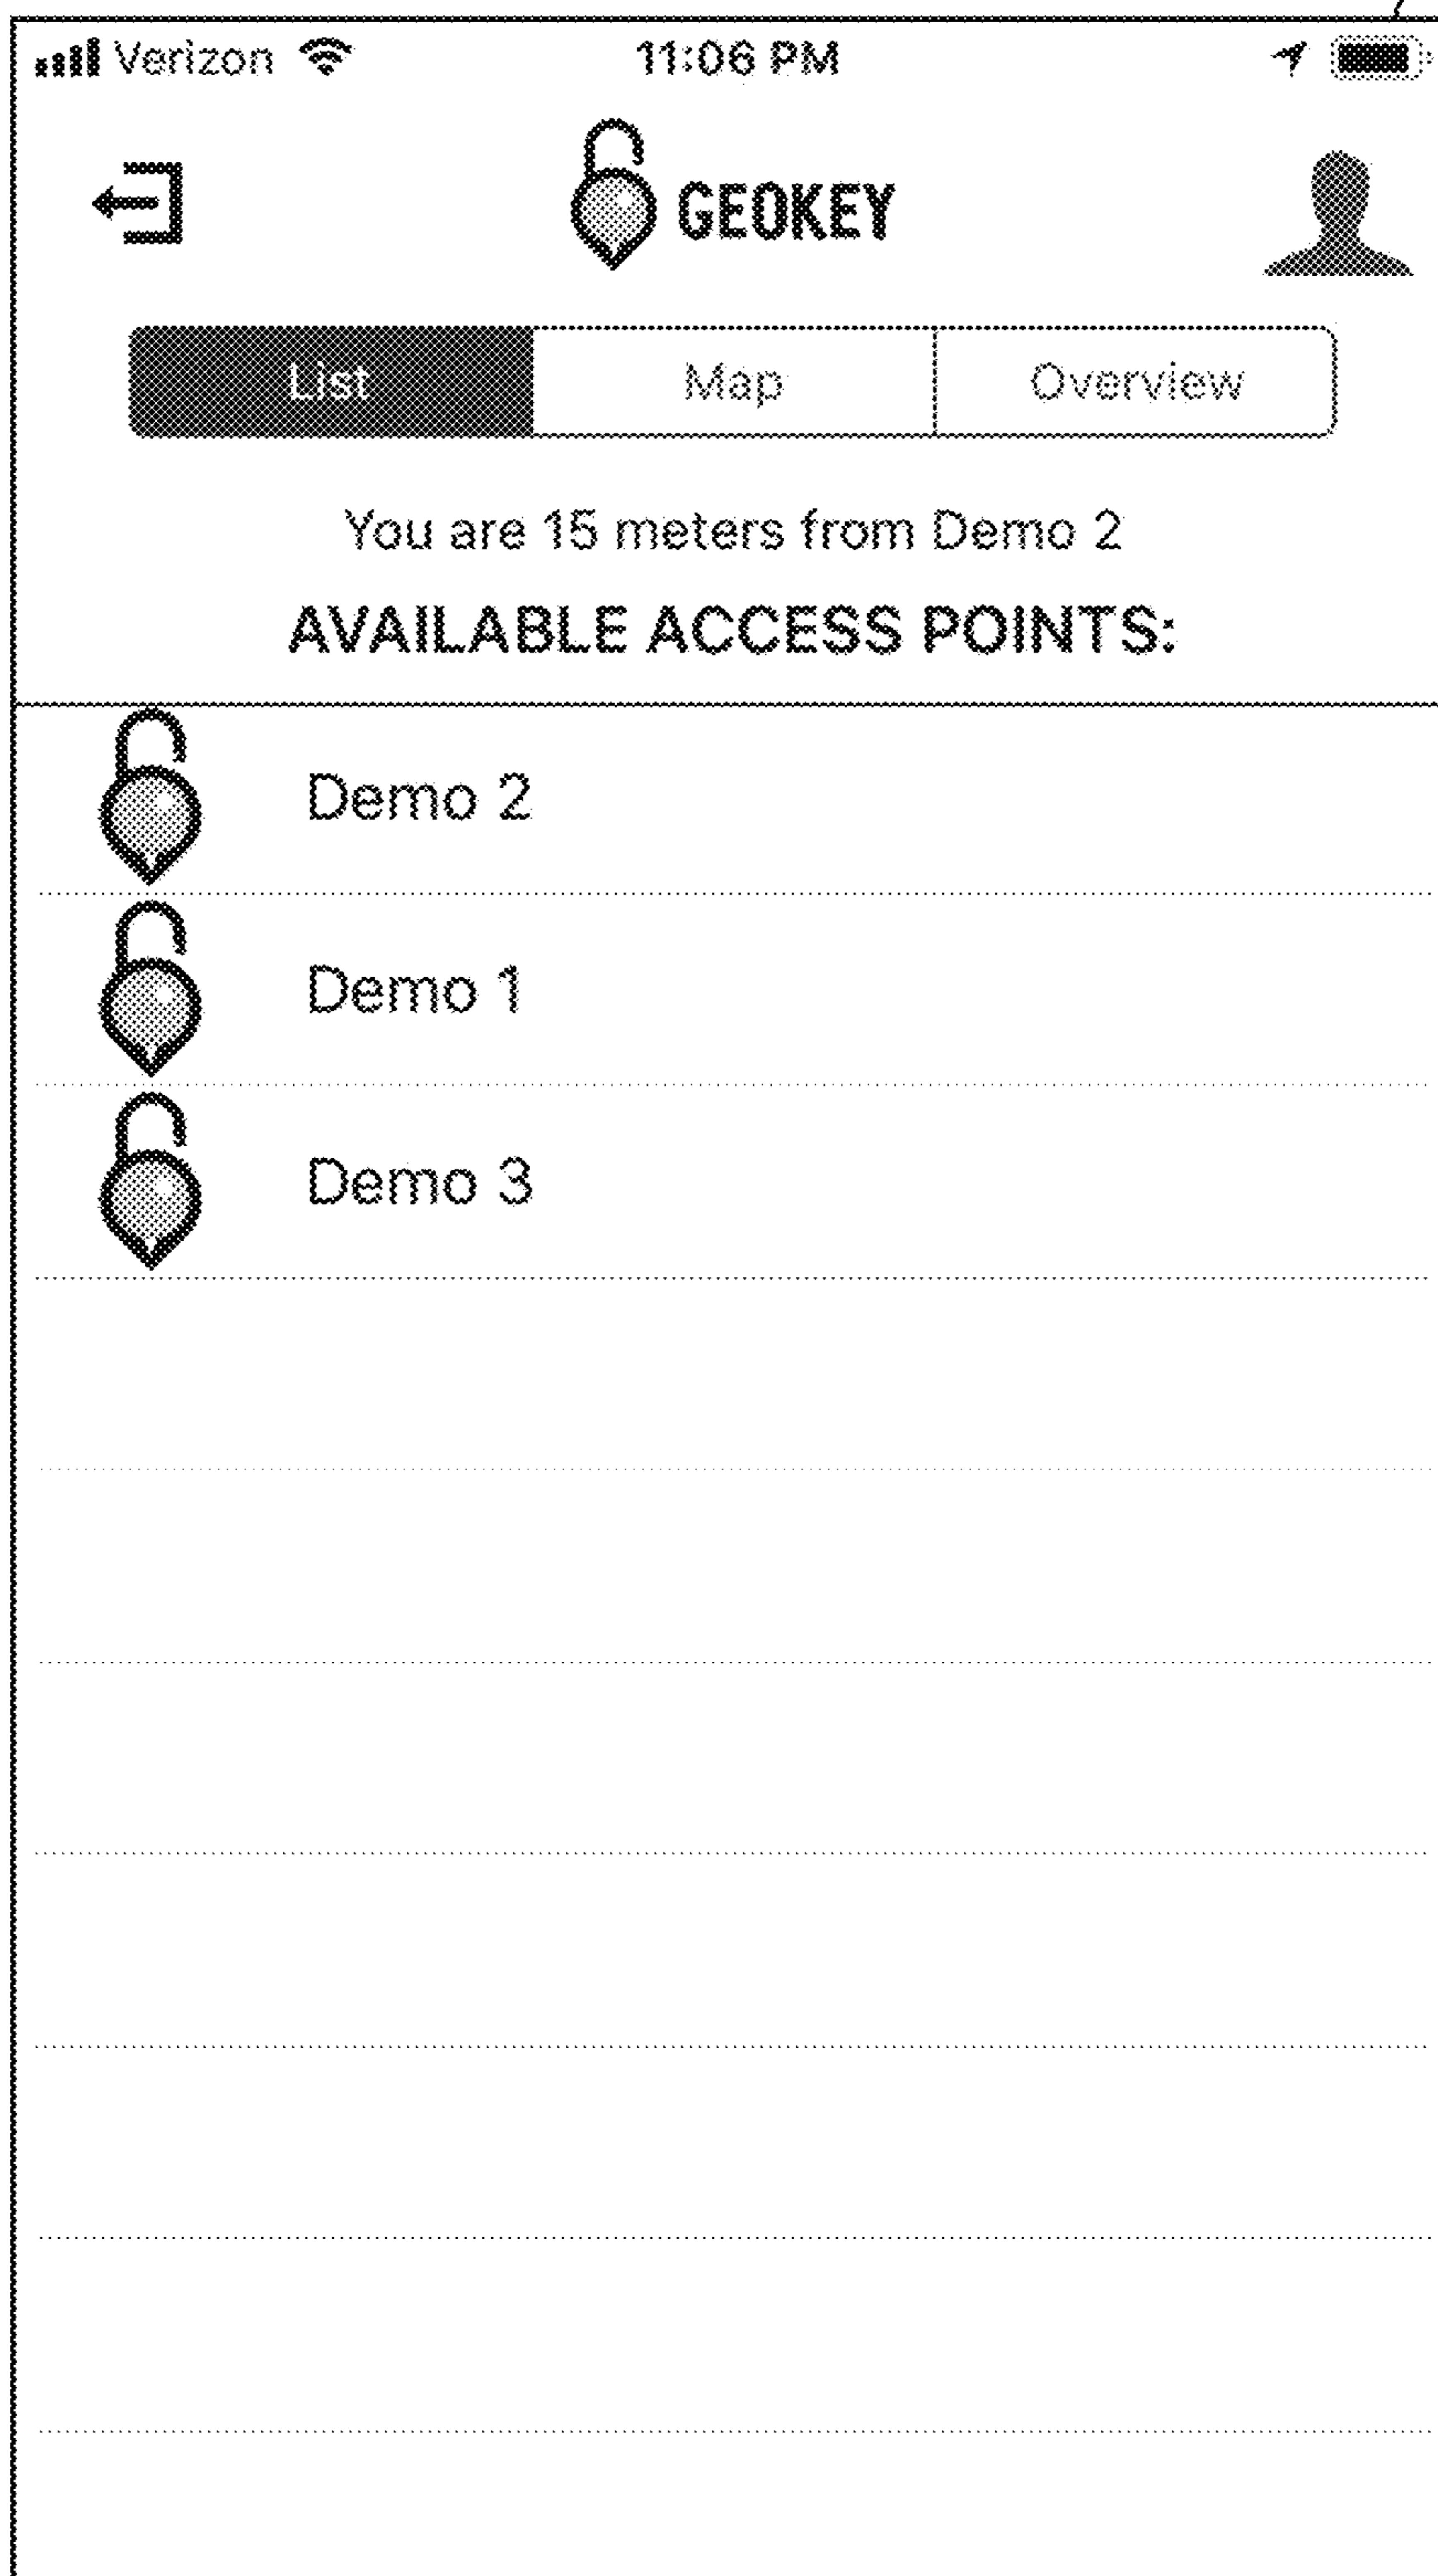 Verizon 11:06 PM
GEOKEY
List Map Overview
You are 15 meters from Demo 2
AVAILABLE ACCESS POINTS:
Demo 2
Demo 1
Demo 3